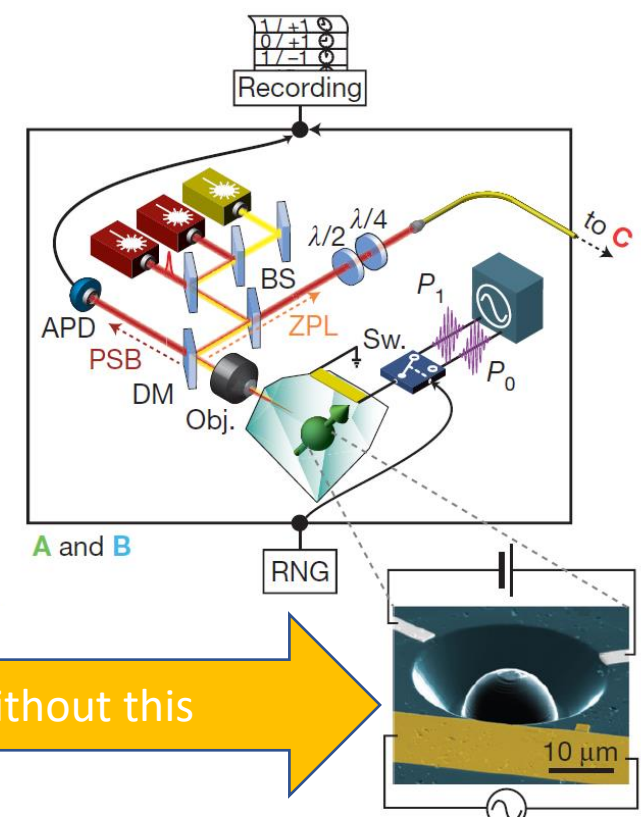 1 / +1
0 / +1
1 / −1
Recording
λ/2 λ/4
to C
BS
P1
APD
ZPL
Sw.
PSB
P0
DM
Obj.
A and B
RNG
ithout this
10 μm